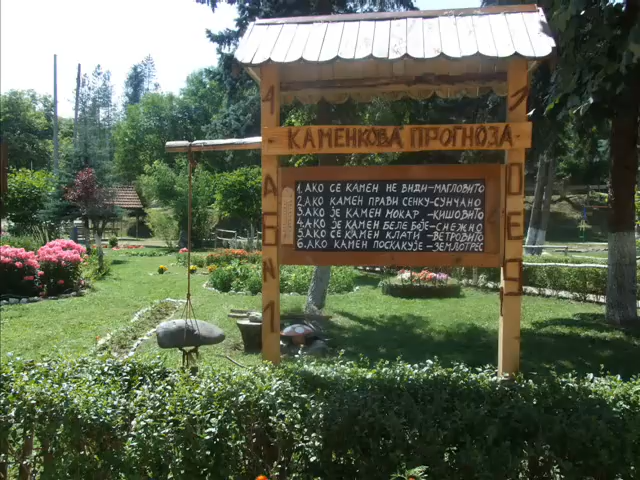 КАМЕНКОВА ПРОГНОЗА
1. АКО СЕ КАМЕН НЕ ВИДИ-МАГЛОВИТО
2. АКО КАМЕН ПРАВИ СЕНКУ-СУНЧАНО
3. АКО ЈЕ КАМЕН МОКАР -КИШОВИТО
4. АКО ЈЕ КАМЕН БЕЛЕ БОЈЕ-СНЕЖНО
5. АКО СЕ КАМЕН КЛАТИ -ВЕТРОВИТО
6. АКО КАМЕН ПОСКАКУЈЕ-ЗЕМЉОТРЕС